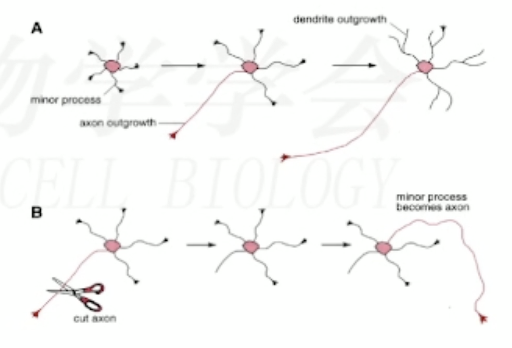 A
dendrite outgrowth
minor process
axon outgrowth
物学学会
CELL BIOLOGY
B
minor process
becomes axon
cut axon